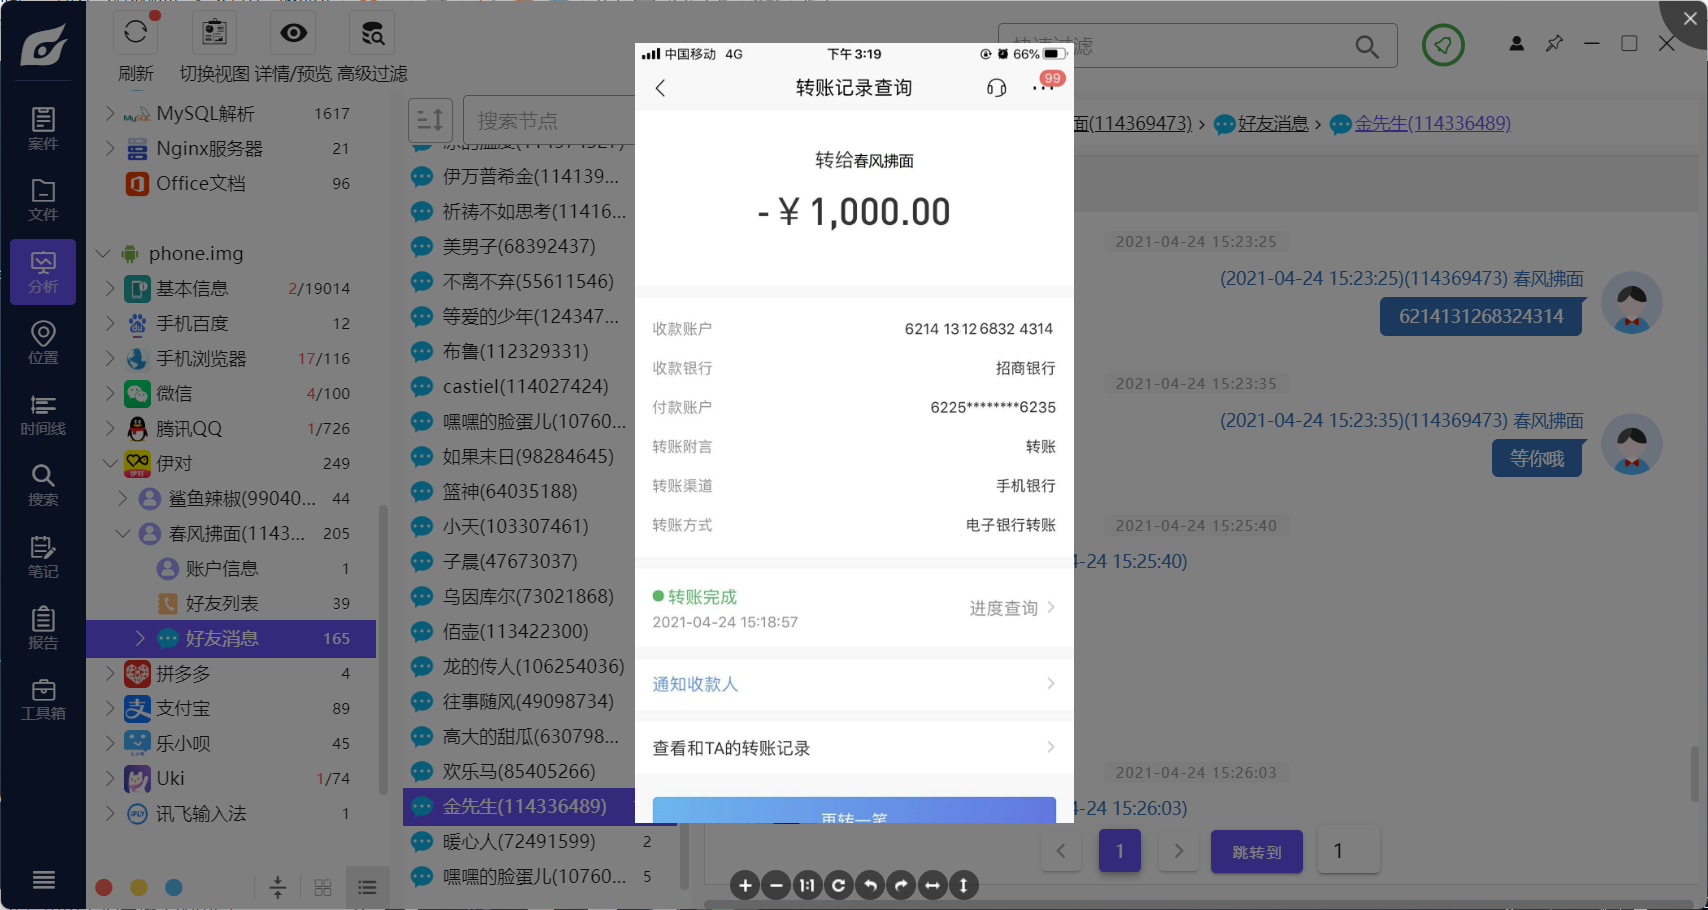 刷新
切换视图
详情/预览
高级过滤
快速过滤
案件
文件
分析
位置
时间线
搜索
笔记
报告
工具箱
MySQL解析 1617
Nginx服务器 21
Office文档 96
phone.img
基本信息 2/19014
手机百度 12
手机浏览器 17/116
微信 4/100
腾讯QQ 1/726
伊对 249
鲨鱼辣椒(99040... 44
春风拂面(1143... 205
账户信息 1
好友列表 39
好友消息 165
拼多多 4
支付宝 89
乐小呗 45
Uki 1/74
讯飞输入法 1
搜索节点
伊万普希金(114139...
祈祷不如思考(11416...
美男子(68392437)
不离不弃(55611546)
等爱的少年(124347...
布鲁(112329331)
castiel(114027424)
嘿嘿的脸蛋儿(10760...
如果末日(98284645)
篮神(64035188)
小天(103307461)
子晨(47673037)
乌因库尔(73021868)
佰壶(113422300)
龙的传人(106254036)
往事随风(49098734)
高大的甜瓜(630798...
欢乐马(85405266)
金先生(114336489)
暖心人(72491599) 2
嘿嘿的脸蛋儿(10760... 5
中国移动 4G 下午3:19 66%
转账记录查询 99
转给春风拂面
-￥1,000.00
收款账户 6214 1312 6832 4314
收款银行 招商银行
付款账户 6225********6235
转账附言 转账
转账渠道 手机银行
转账方式 电子银行转账
转账完成
2021-04-24 15:18:57
进度查询
通知收款人
查看和TA的转账记录
再转一笔
1:1
面(114369473) › 好友消息 › 金先生(114336489)
2021-04-24 15:23:25
(2021-04-24 15:23:25)(114369473) 春风拂面
6214131268324314
2021-04-24 15:23:35
(2021-04-24 15:23:35)(114369473) 春风拂面
等你哦
2021-04-24 15:25:40
-24 15:25:40)
2021-04-24 15:26:03
-24 15:26:03)
1
跳转到
1